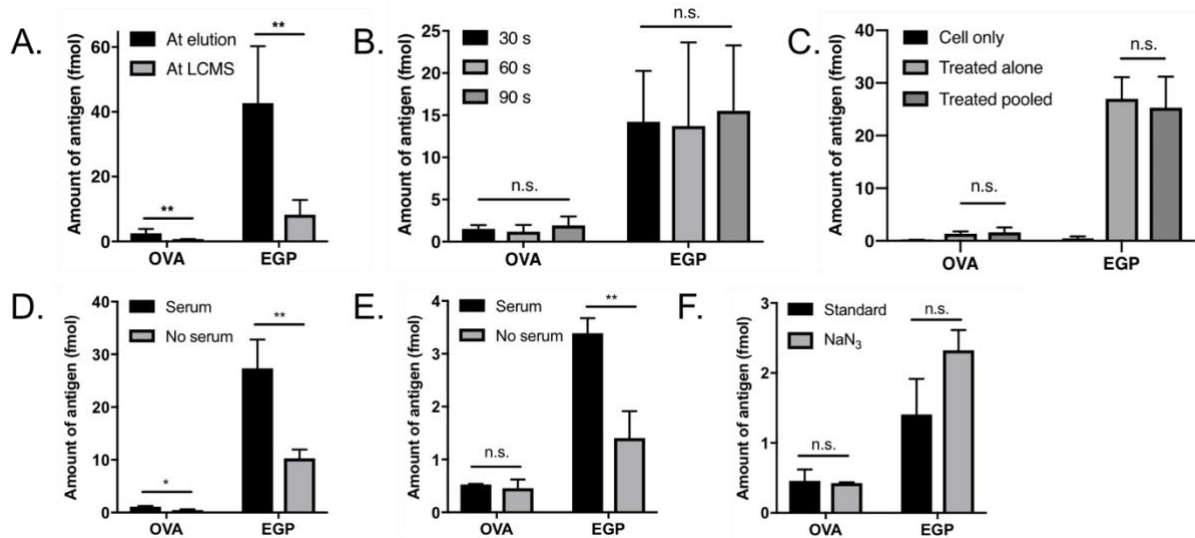 A.
Amount of antigen (fmol)
60
40
20
0
At elution
At LCMS
**
**
OVA
EGP
B.
Amount of antigen (fmol)
25
20
15
10
5
0
30 s
60 s
90 s
n.s.
n.s.
OVA
EGP
C.
Amount of antigen (fmol)
40
30
20
10
0
Cell only
Treated alone
Treated pooled
n.s.
n.s.
OVA
EGP
D.
Amount of antigen (fmol)
40
30
20
10
0
Serum
No serum
*
**
OVA
EGP
E.
Amount of antigen (fmol)
4
3
2
1
0
Serum
No serum
n.s.
**
OVA
EGP
F.
Amount of antigen (fmol)
3
2
1
0
Standard
NaN₃
n.s.
n.s.
OVA
EGP